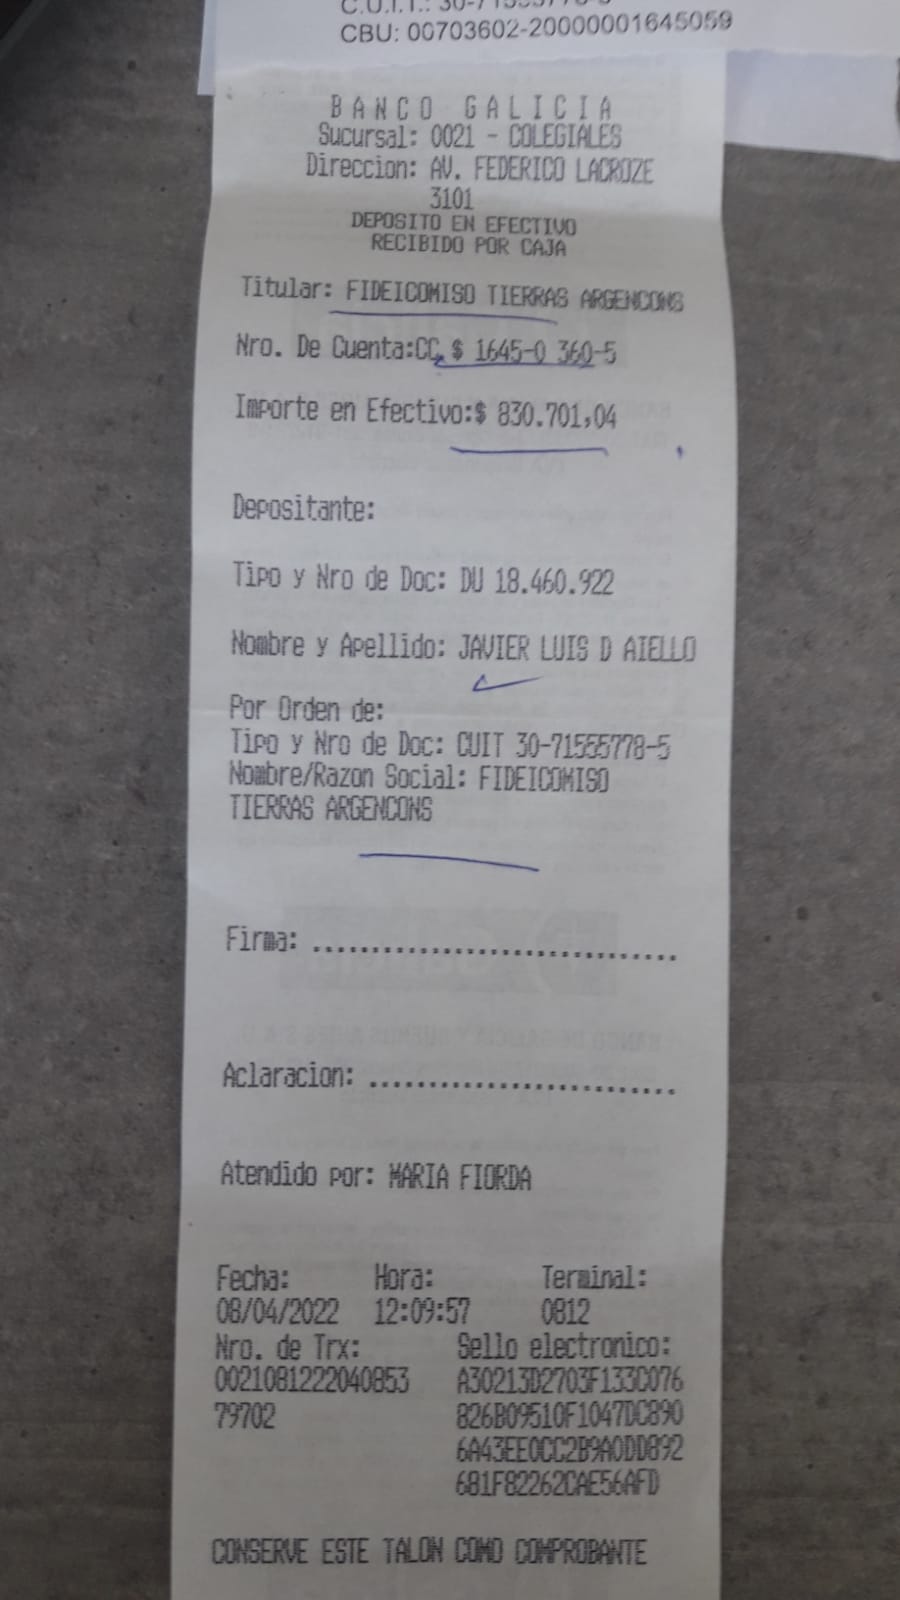 CBU: 00703602-20000001645059
BANCO GALICIA
Sucursal: 0021 - COLEGIALES
Direccion: AV. FEDERICO LACROZE
3101
DEPOSITO EN EFECTIVO
RECIBIDO POR CAJA
Titular: FIDEICOMISO TIERRAS ARGENCONS
Nro. De Cuenta:CC $ 1645-0 360-5
Importe en Efectivo:$ 830.701,04
Depositante:
Tipo y Nro de Doc: DU 18.460.922
Nombre y Apellido: JAVIER LUIS D AIELLO
Por Orden de:
Tipo y Nro de Doc: CUIT 30-71555778-5
Nombre/Razon Social: FIDEICOMISO
TIERRAS ARGENCONS
Firma: ...............................
Aclaracion: ..........................
Atendido por: MARIA FIORDA
Fecha: Hora: Terminal:
08/04/2022 12:09:57 0812
Nro. de Trx: Sello electronico:
0021081222040853 A30213D2703F133C076
79702 826B09510F1047DC890
6A43EE0CC2B9A0DD892
681F82262CAE56AFD
CONSERVE ESTE TALON COMO COMPROBANTE